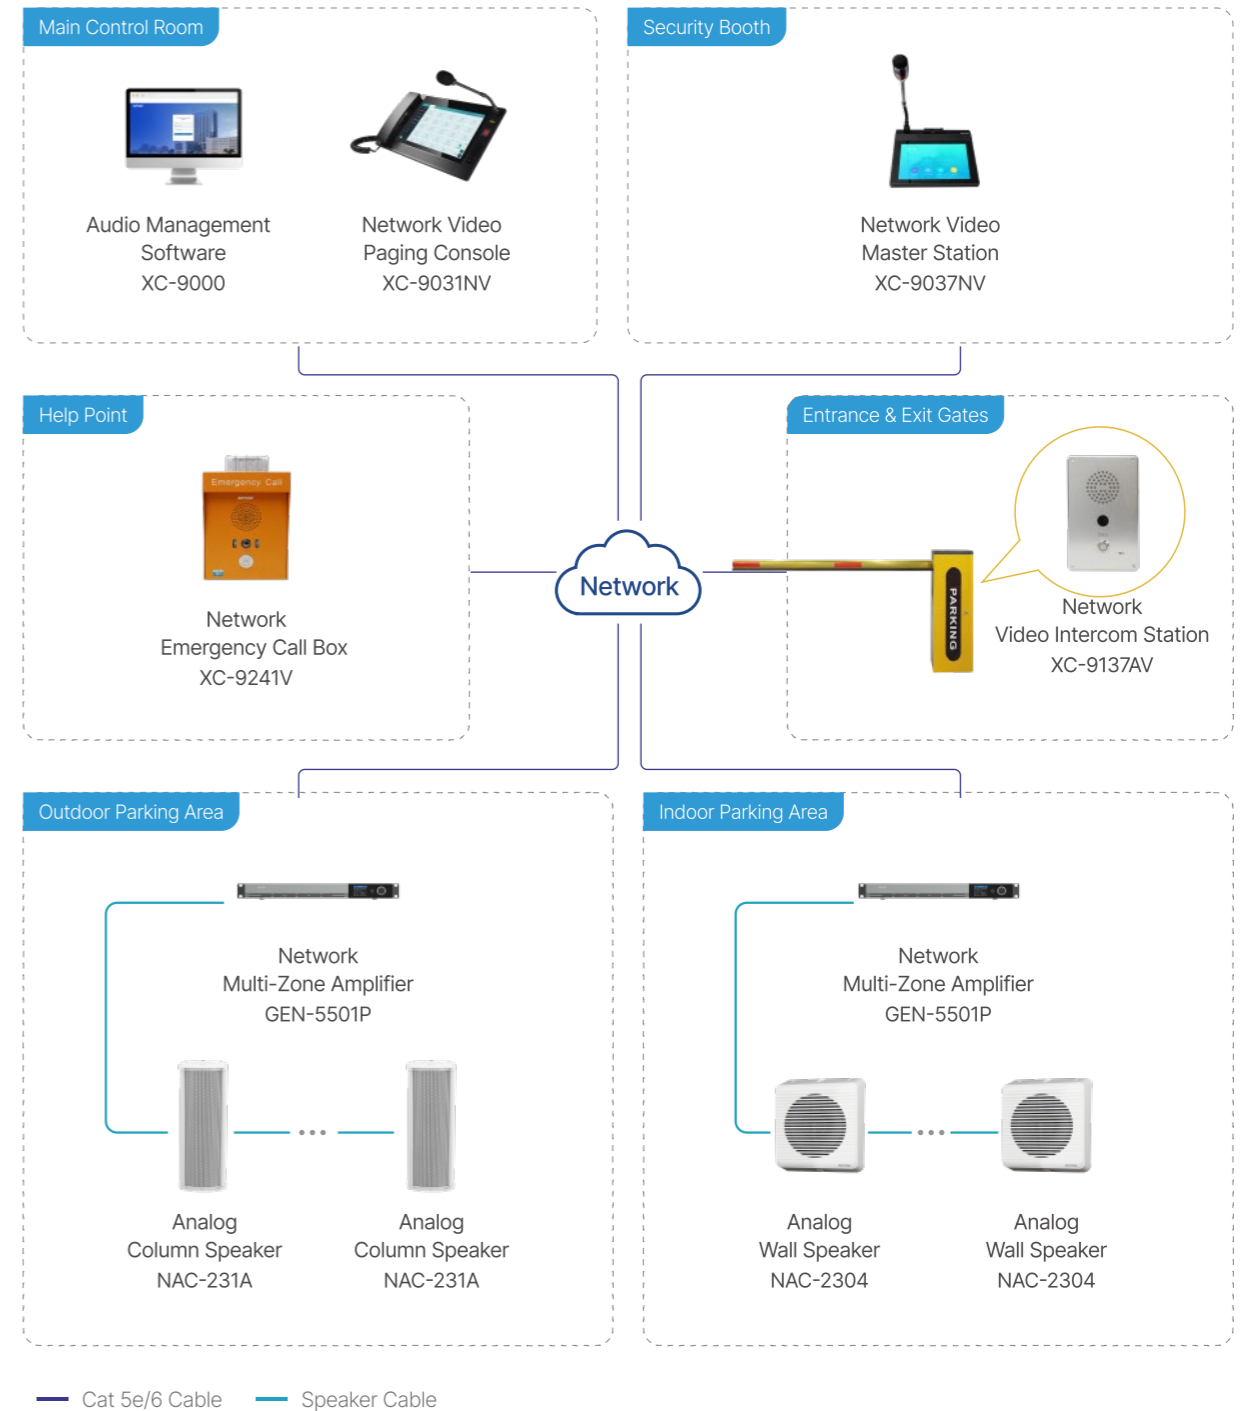 Main Control Room
Audio Management
Software
XC-9000
Network Video
Paging Console
XC-9031NV
Security Booth
Network Video
Master Station
XC-9037NV
Help Point
Emergency Call
Network
Emergency Call Box
XC-9241V
Network
Entrance & Exit Gates
PARKING
Network
Video Intercom Station
XC-9137AV
Outdoor Parking Area
Network
Multi-Zone Amplifier
GEN-5501P
Analog
Column Speaker
NAC-231A
Analog
Column Speaker
NAC-231A
Indoor Parking Area
Network
Multi-Zone Amplifier
GEN-5501P
Analog
Wall Speaker
NAC-2304
Analog
Wall Speaker
NAC-2304
Cat 5e/6 Cable
Speaker Cable